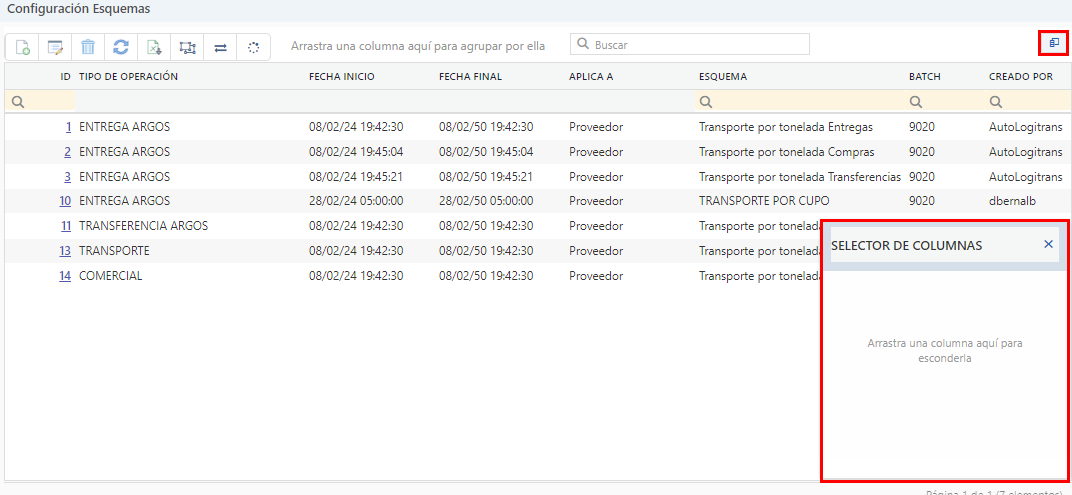 Configuración Esquemas
Arrastra una columna aquí para agrupar por ella
Buscar
ID TIPO DE OPERACIÓN FECHA INICIO FECHA FINAL APLICA A ESQUEMA BATCH CREADO POR
1 ENTREGA ARGOS 08/02/24 19:42:30 08/02/50 19:42:30 Proveedor Transporte por tonelada Entregas 9020 AutoLogitrans
2 ENTREGA ARGOS 08/02/24 19:45:04 08/02/50 19:45:04 Proveedor Transporte por tonelada Compras 9020 AutoLogitrans
3 ENTREGA ARGOS 08/02/24 19:45:21 08/02/50 19:45:21 Proveedor Transporte por tonelada Transferencias 9020 AutoLogitrans
10 ENTREGA ARGOS 28/02/24 05:00:00 28/02/50 05:00:00 Proveedor TRANSPORTE POR CUPO 9020 dbernalb
11 TRANSFERENCIA ARGOS 08/02/24 19:42:30 08/02/50 19:42:30 Proveedor Transporte por tonelada
13 TRANSPORTE 08/02/24 19:42:30 08/02/50 19:42:30 Proveedor Transporte por tonelada
14 COMERCIAL 08/02/24 19:42:30 08/02/50 19:42:30 Proveedor Transporte por tonelada
SELECTOR DE COLUMNAS
Arrastra una columna aquí para
esconderla
Página 1 de 1 (7 elementos)